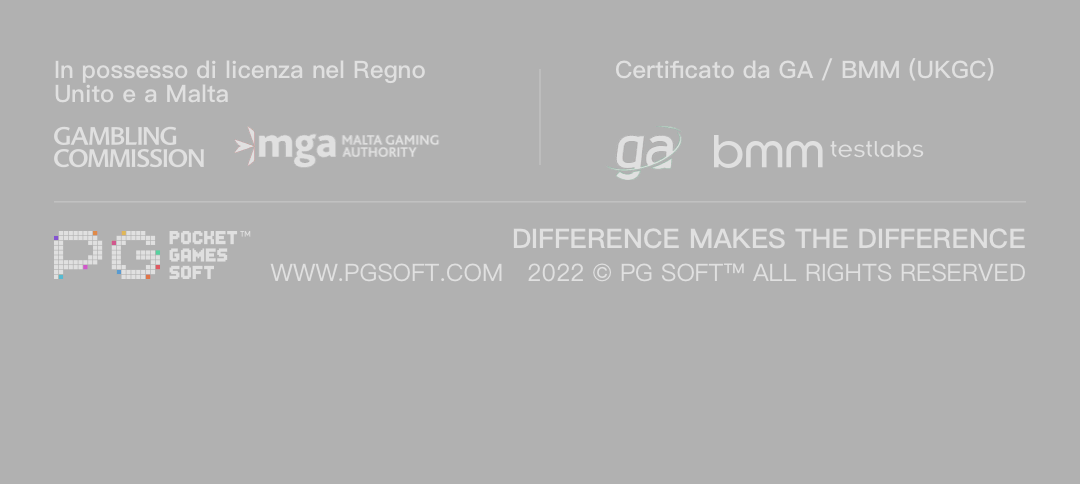 In possesso di licenza nel Regno
Unito e a Malta
Certificato da GA / BMM (UKGC)
GAMBLING
COMMISSION
mga MALTA GAMING
AUTHORITY
ga
bmm testlabs
PG POCKET™
GAMES
SOFT
WWW.PGSOFT.COM
DIFFERENCE MAKES THE DIFFERENCE
2022 © PG SOFT™ ALL RIGHTS RESERVED